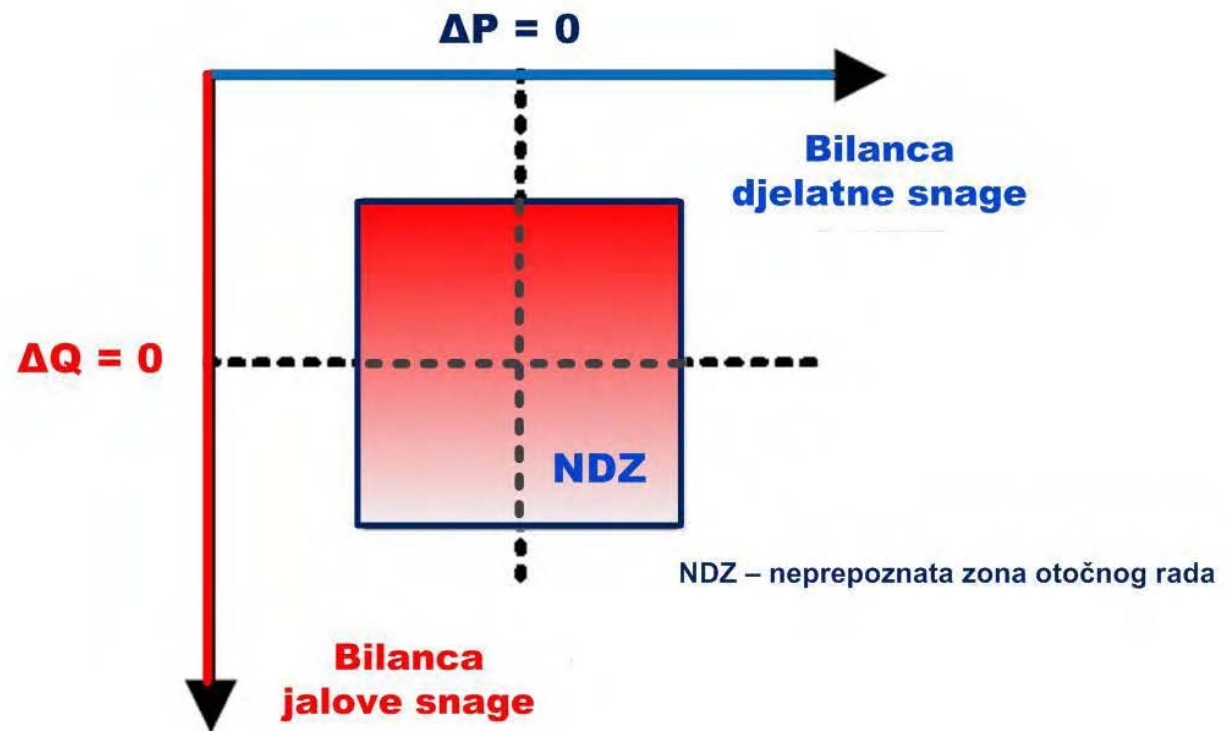 ΔP = 0
Bilanca
djelatne snage
ΔQ = 0
NDZ
NDZ – neprepoznata zona otočnog rada
Bilanca
jalove snage